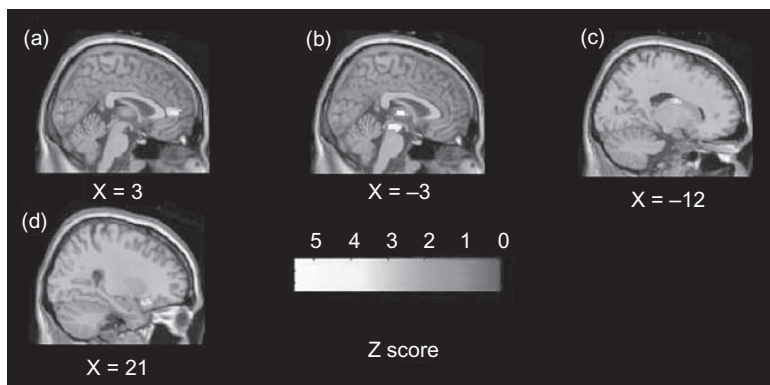 (a)
(b)
(c)
X = 3
X = –3
X = –12
(d)
5 4 3 2 1 0
Z score
X = 21